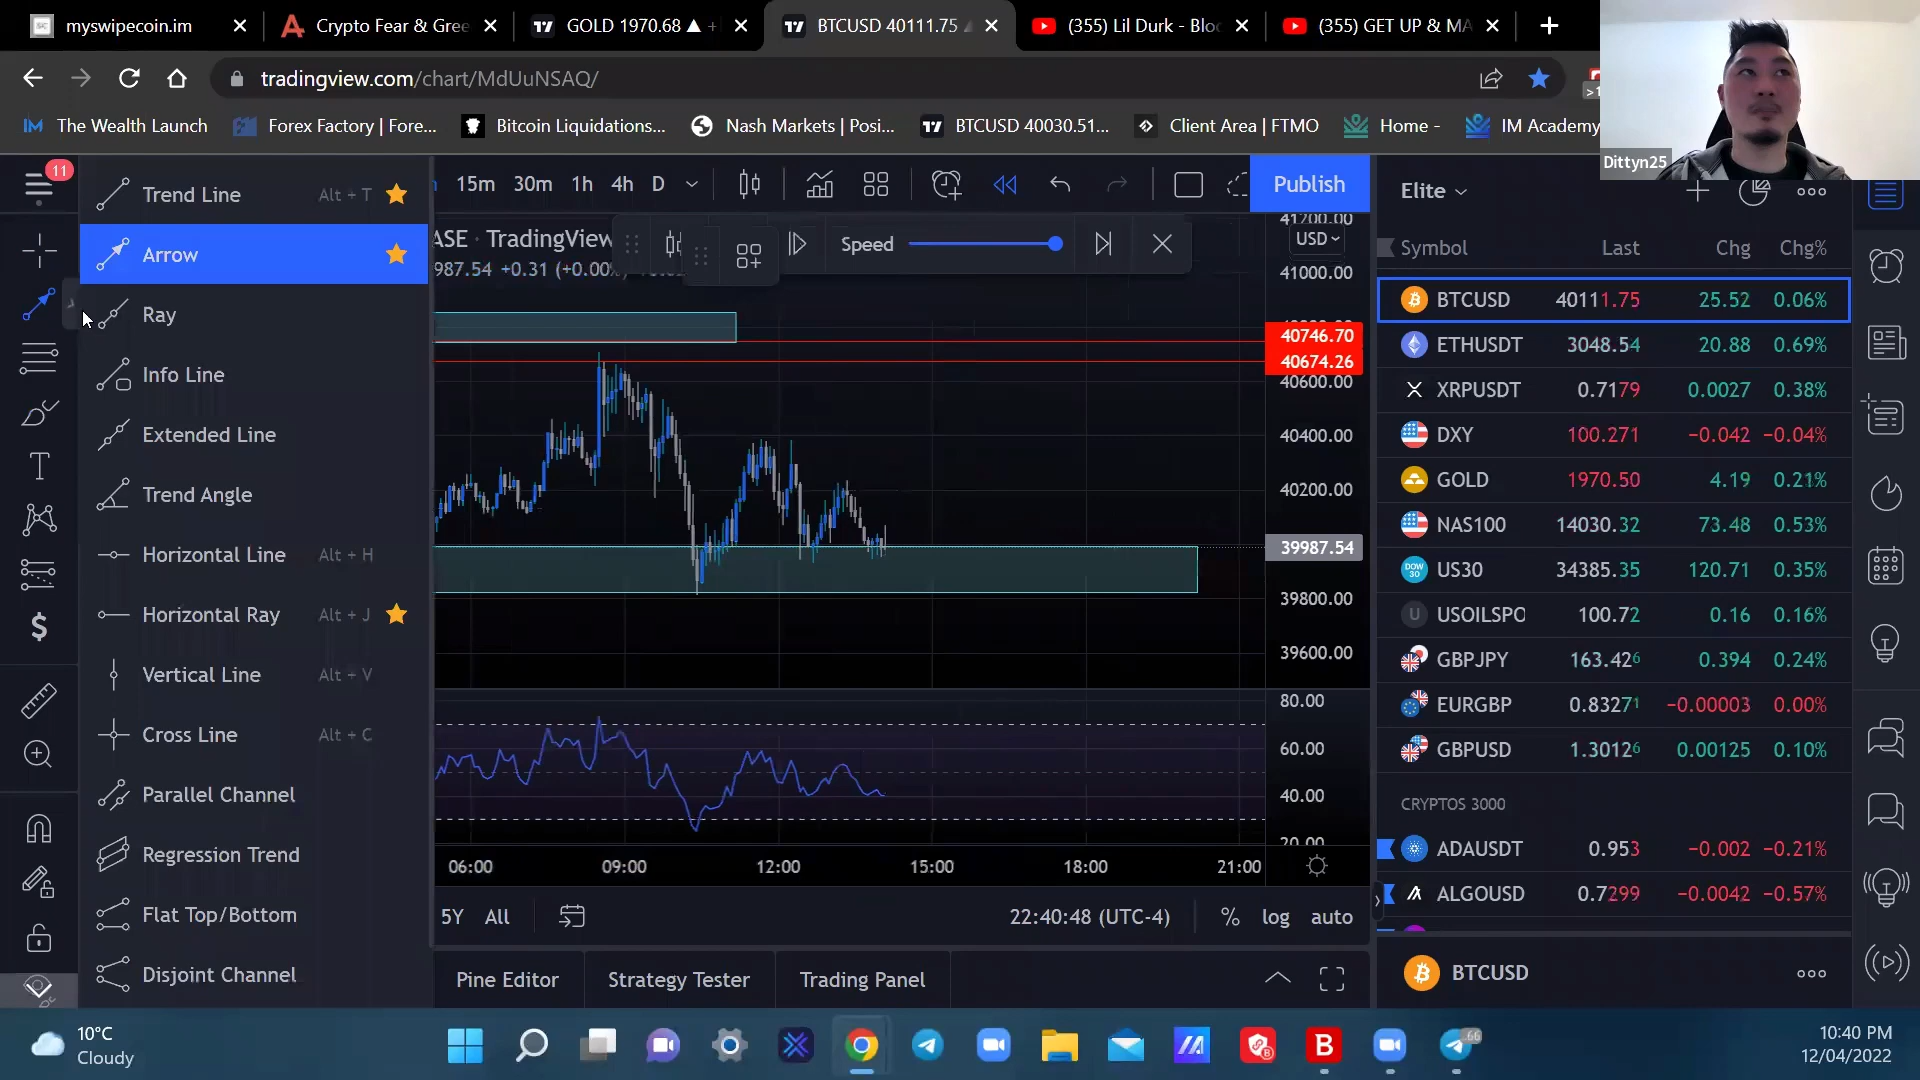 myswipecoin.im
Crypto Fear & Gree
GOLD 1970.68
BTCUSD 40111.75
(355) Lil Durk - Bloc
(355) GET UP & MA
tradingview.com/chart/MdUuNSAQ/
The Wealth Launch
Forex Factory | Fore...
Bitcoin Liquidations...
Nash Markets | Posi...
BTCUSD 40030.51...
Client Area | FTMO
Home -
IM Academy
Dittyn25
11
Trend Line Alt + T
Arrow
Ray
Info Line
Extended Line
Trend Angle
Horizontal Line Alt + H
Horizontal Ray Alt + J
Vertical Line Alt + V
Cross Line Alt + C
Parallel Channel
Regression Trend
Flat Top/Bottom
Disjoint Channel
15m 30m 1h 4h D
Publish
ASE · TradingView
987.54 +0.31
Speed
USD
41200.00
41000.00
40746.70
40674.26
40600.00
40400.00
40200.00
39987.54
39800.00
39600.00
80.00
60.00
40.00
20.00
06:00 09:00 12:00 15:00 18:00 21:00
5Y All
22:40:48 (UTC-4)
% log auto
Pine Editor
Strategy Tester
Trading Panel
Elite
Symbol Last Chg Chg%
BTCUSD 40111.75 25.52 0.06%
ETHUSDT 3048.54 20.88 0.69%
XRPUSDT 0.7179 0.0027 0.38%
DXY 100.271 −0.042 −0.04%
GOLD 1970.50 4.19 0.21%
NAS100 14030.32 73.48 0.53%
US30 34385.35 120.71 0.35%
USOILSPO 100.72 0.16 0.16%
GBPJPY 163.426 0.394 0.24%
EURGBP 0.83271 −0.00003 0.00%
GBPUSD 1.30126 0.00125 0.10%
CRYPTOS 3000
ADAUSDT 0.953 −0.002 −0.21%
ALGOUSD 0.7299 −0.0042 −0.57%
BTCUSD
10°C
Cloudy
66
10:40 PM
12/04/2022